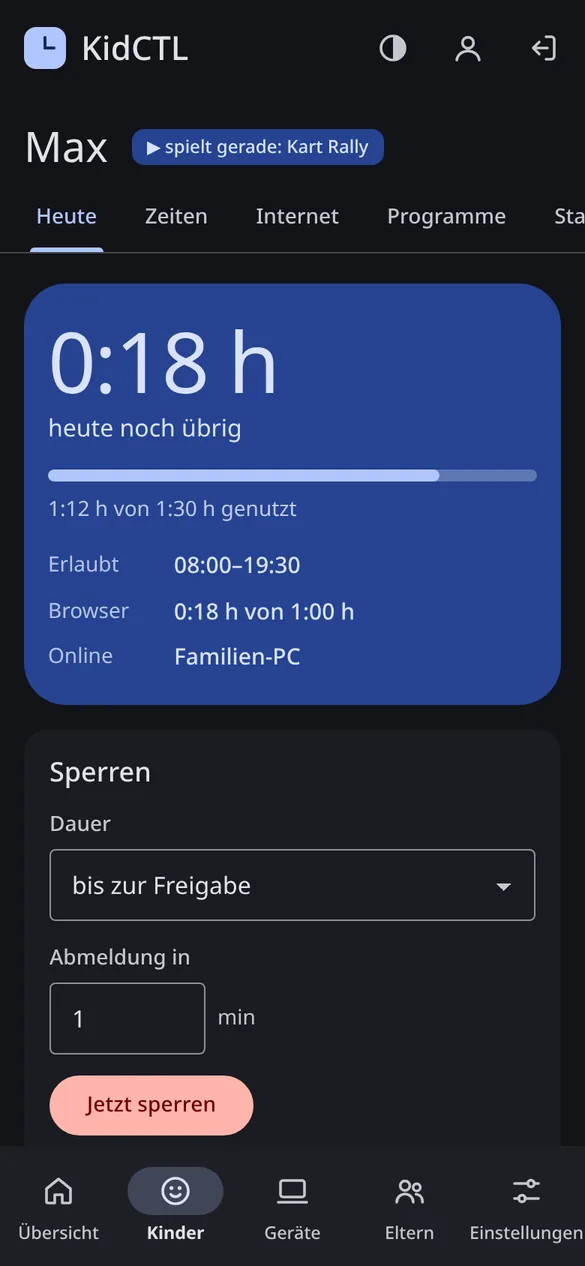 KidCTL
Max ▶ spielt gerade: Kart Rally
Heute Zeiten Internet Programme Sta
0:18 h
heute noch übrig
1:12 h von 1:30 h genutzt
Erlaubt 08:00–19:30
Browser 0:18 h von 1:00 h
Online Familien-PC
Sperren
Dauer
bis zur Freigabe
Abmeldung in
1 min
Jetzt sperren
Übersicht Kinder Geräte Eltern Einstellungen